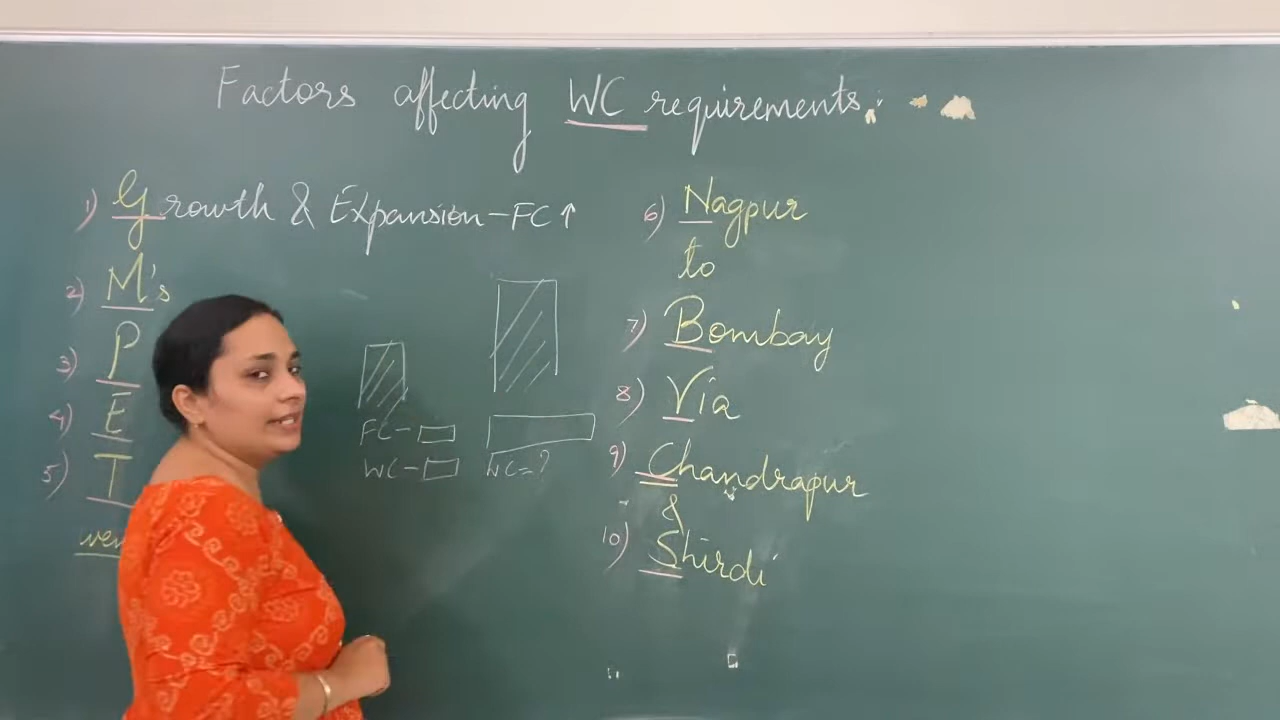 Factors affecting WC requirements:
1) Growth & Expansion - FC ↑
2) M's
3) P
4) E
5) I
FC -
WC -
WC = ?
6) Nagpur
to
7) Bombay
8) Via
9) Chandrapur
&
10) Shirdi